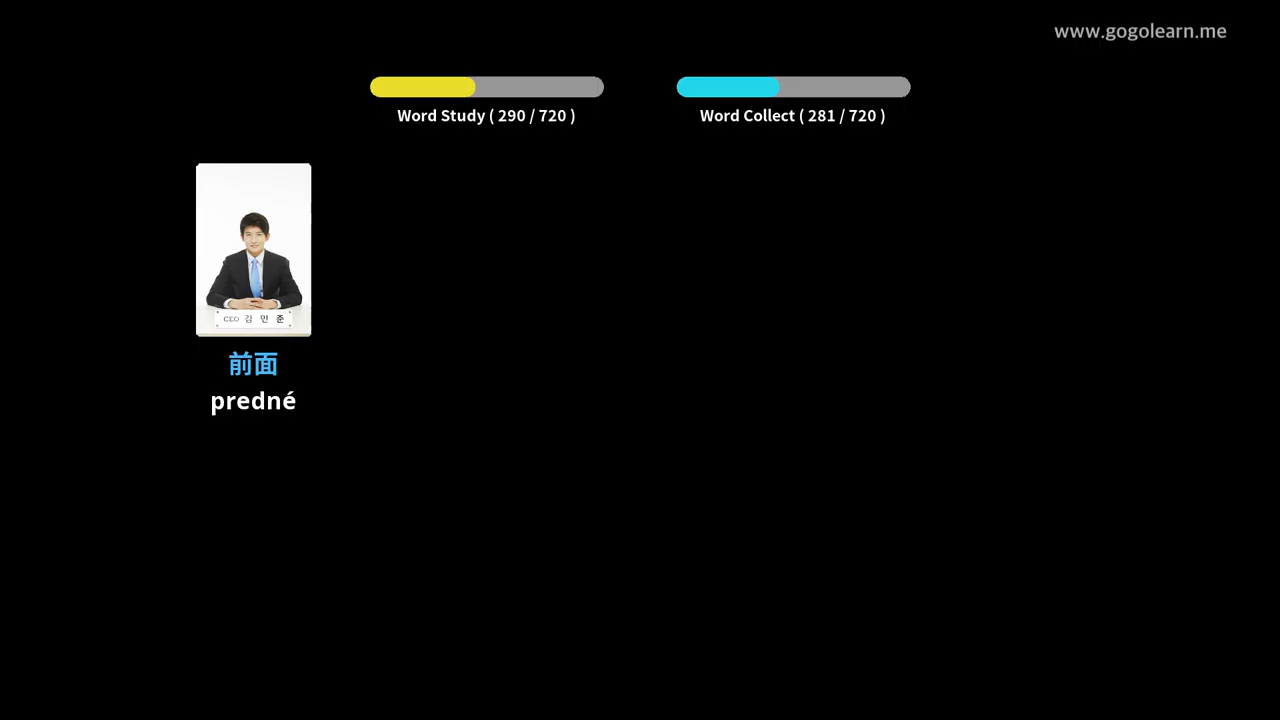 www.gogolearn.me
Word Study ( 290 / 720 )
Word Collect ( 281 / 720 )
CEO 김 민 준
前面
predné